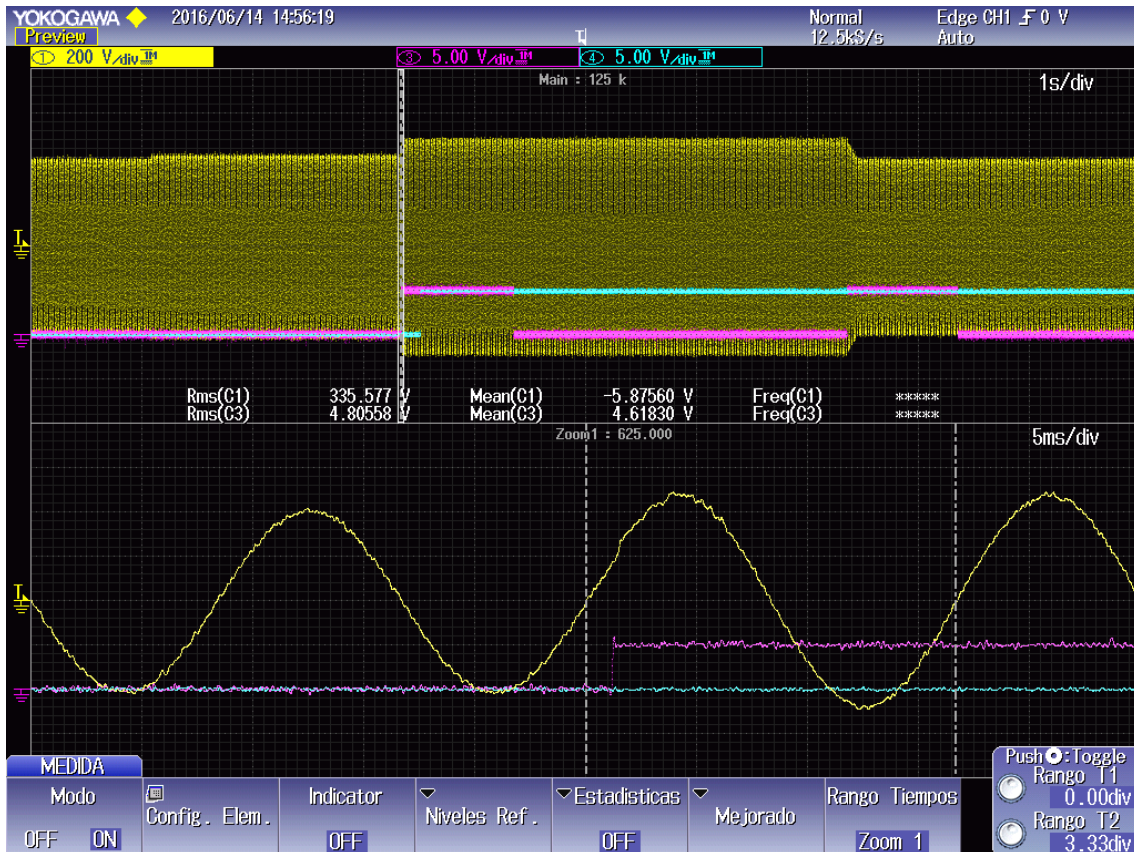 YOKOGAWA 2016/06/14 14:56:19 Normal Edge CH1 0 V
Preview 12.5kS/s Auto
1 200 V/div 1M 3 5.00 V/div 1M 4 5.00 V/div 1M
Main : 125 k 1s/div
Rms(C1) 335.577 V Mean(C1) -5.87560 V Freq(C1) *****
Rms(C3) 4.80558 V Mean(C3) 4.61830 V Freq(C3) *****
Zoom1 : 625.000 5ms/div
MEDIDA Push :Toggle
Modo Config. Elem. Indicator Niveles Ref. Estadisticas Mejorado Rango Tiempos Rango T1
0.00div
OFF ON OFF OFF Zoom 1 Rango T2
3.33div